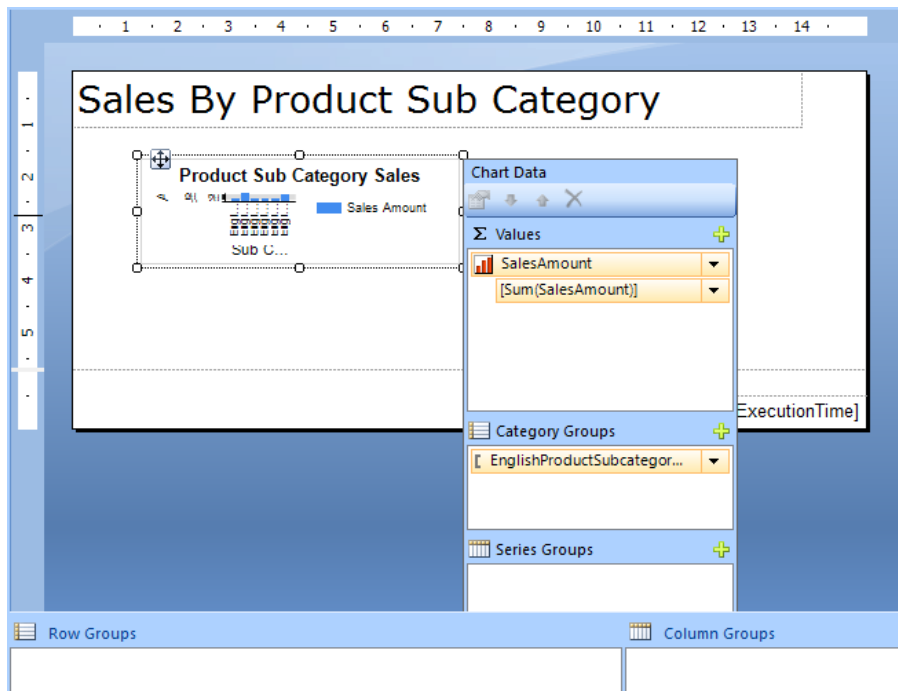 1 2 3 4 5 6 7 8 9 10 11 12 13 14
1
2
3
4
5
Sales By Product Sub Category
Product Sub Category Sales
Sales Amount
Sub C...
Chart Data
Σ Values
SalesAmount
[Sum(SalesAmount)]
Category Groups
EnglishProductSubcategor...
Series Groups
ExecutionTime]
Row Groups
Column Groups